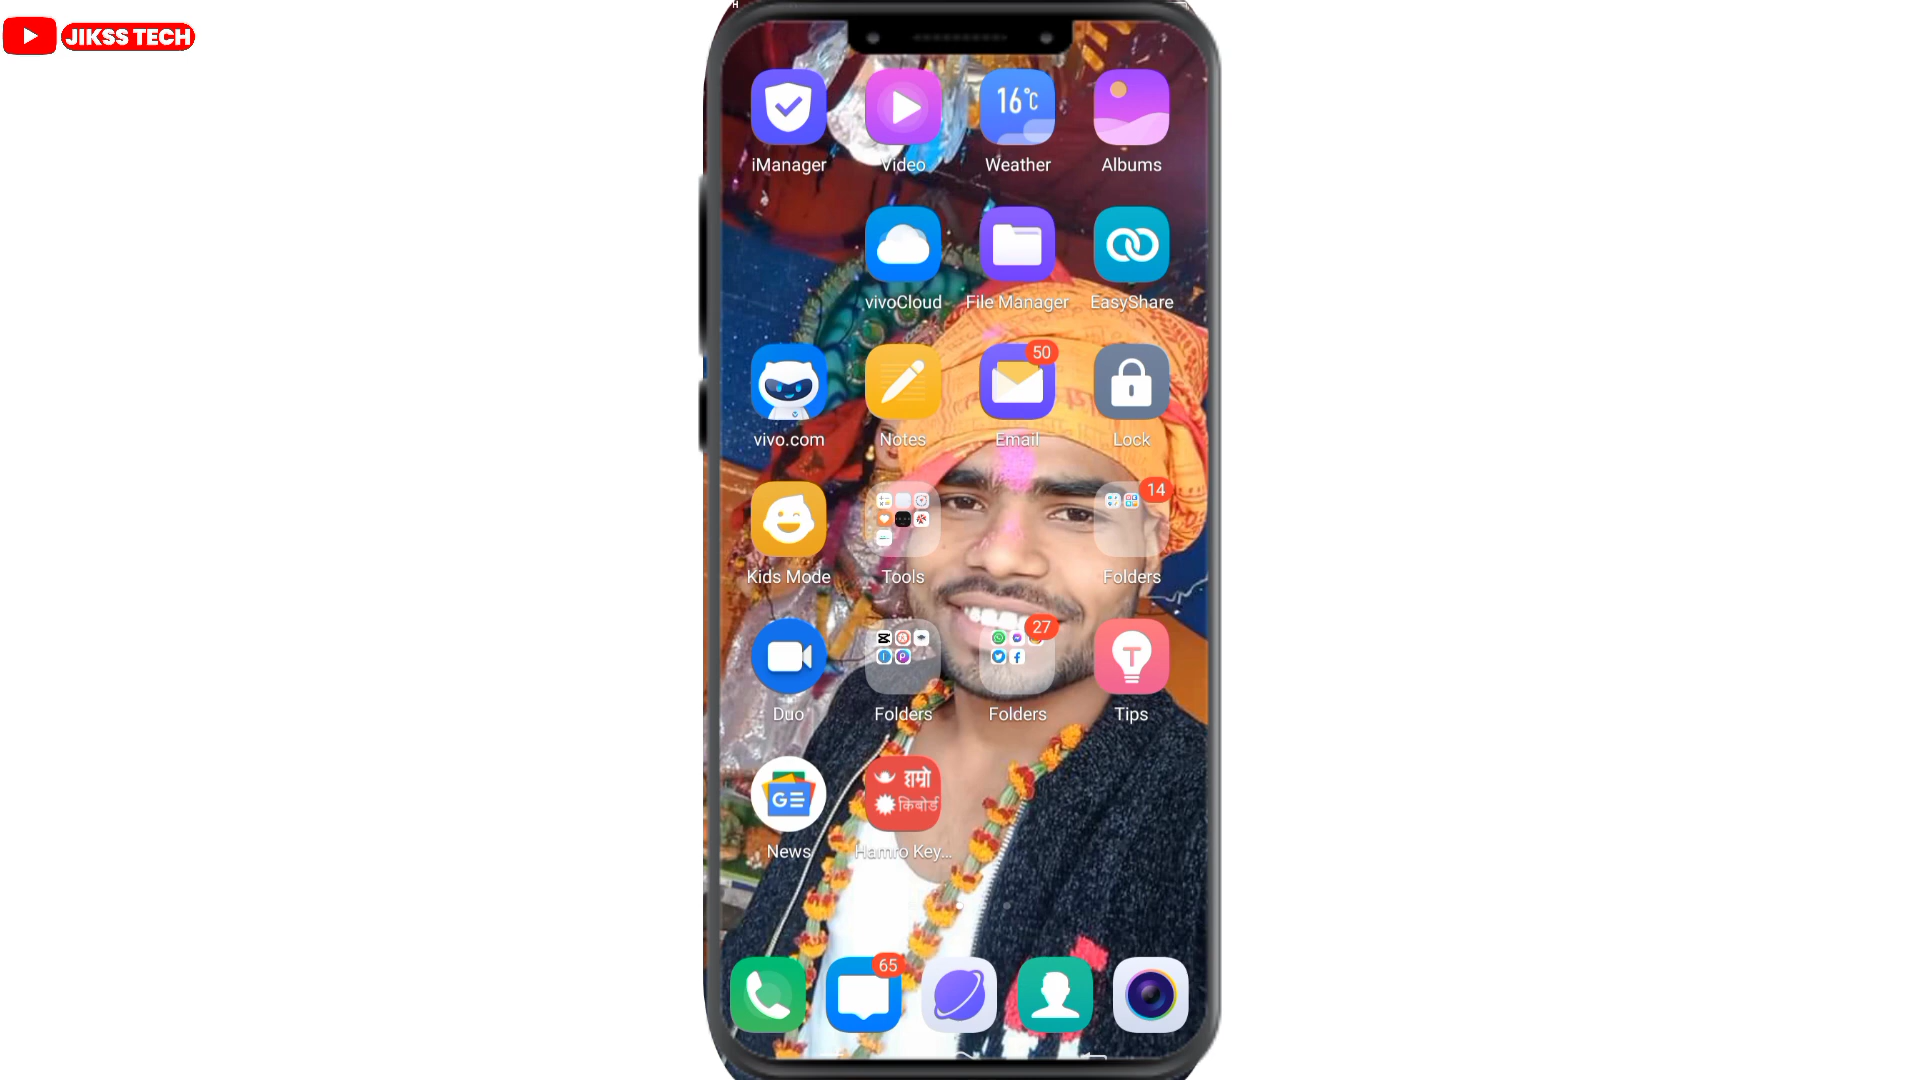 JIKSS TECH
16°C
iManager Video Weather Albums
vivoCloud File Manager EasyShare
50
vivo.com Notes Email Lock
14
Kids Mode Tools Folders
27
T
Duo Folders Folders Tips
हाम्रो
किबोर्ड
G
News Hamro Key...
65